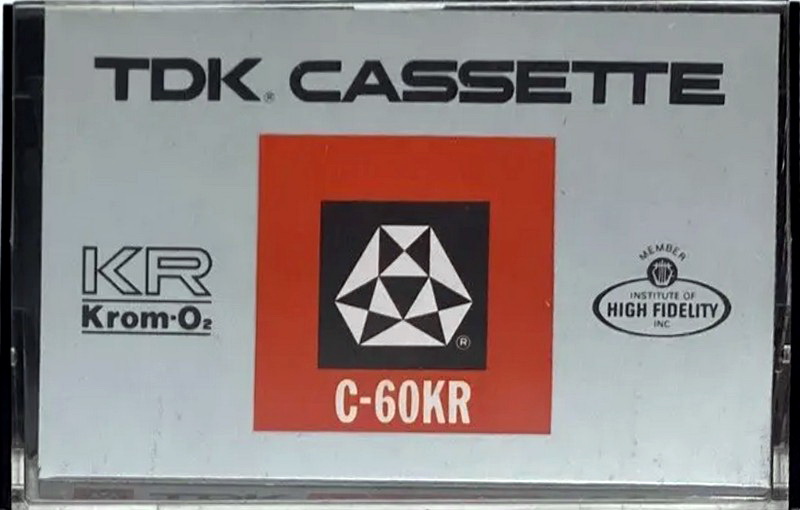 TDK® CASSETTE
KR
Krom-O₂
®
C-60KR
MEMBER
INSTITUTE OF
HIGH FIDELITY
INC